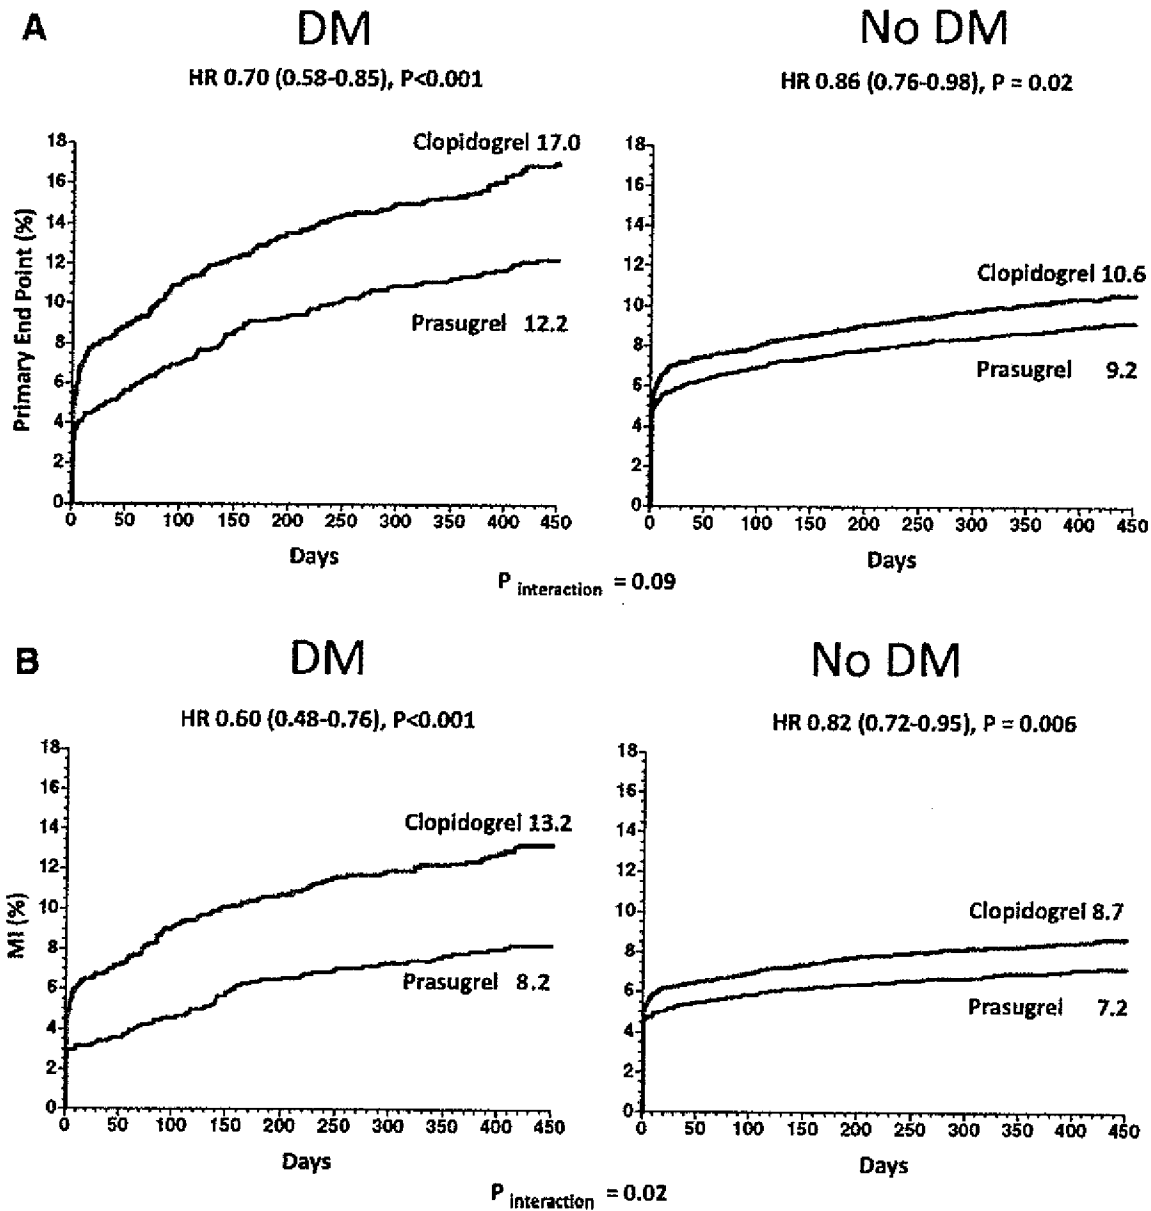 A
DM
No DM
HR 0.70 (0.58-0.85), P<0.001
HR 0.86 (0.76-0.98), P = 0.02
Primary End Point (%)
18
16
14
12
10
8
6
4
2
0
Clopidogrel 17.0
Prasugrel 12.2
0 50 100 150 200 250 300 350 400 450
Days
18
16
14
12
10
8
6
4
2
0
Clopidogrel 10.6
Prasugrel 9.2
0 50 100 150 200 250 300 350 400 450
Days
P interaction = 0.09
B
DM
No DM
HR 0.60 (0.48-0.76), P<0.001
HR 0.82 (0.72-0.95), P = 0.006
MI (%)
18
16
14
12
10
8
6
4
2
0
Clopidogrel 13.2
Prasugrel 8.2
0 50 100 150 200 250 300 350 400 450
Days
18
16
14
12
10
8
6
4
2
0
Clopidogrel 8.7
Prasugrel 7.2
0 50 100 150 200 250 300 350 400 450
Days
P interaction = 0.02